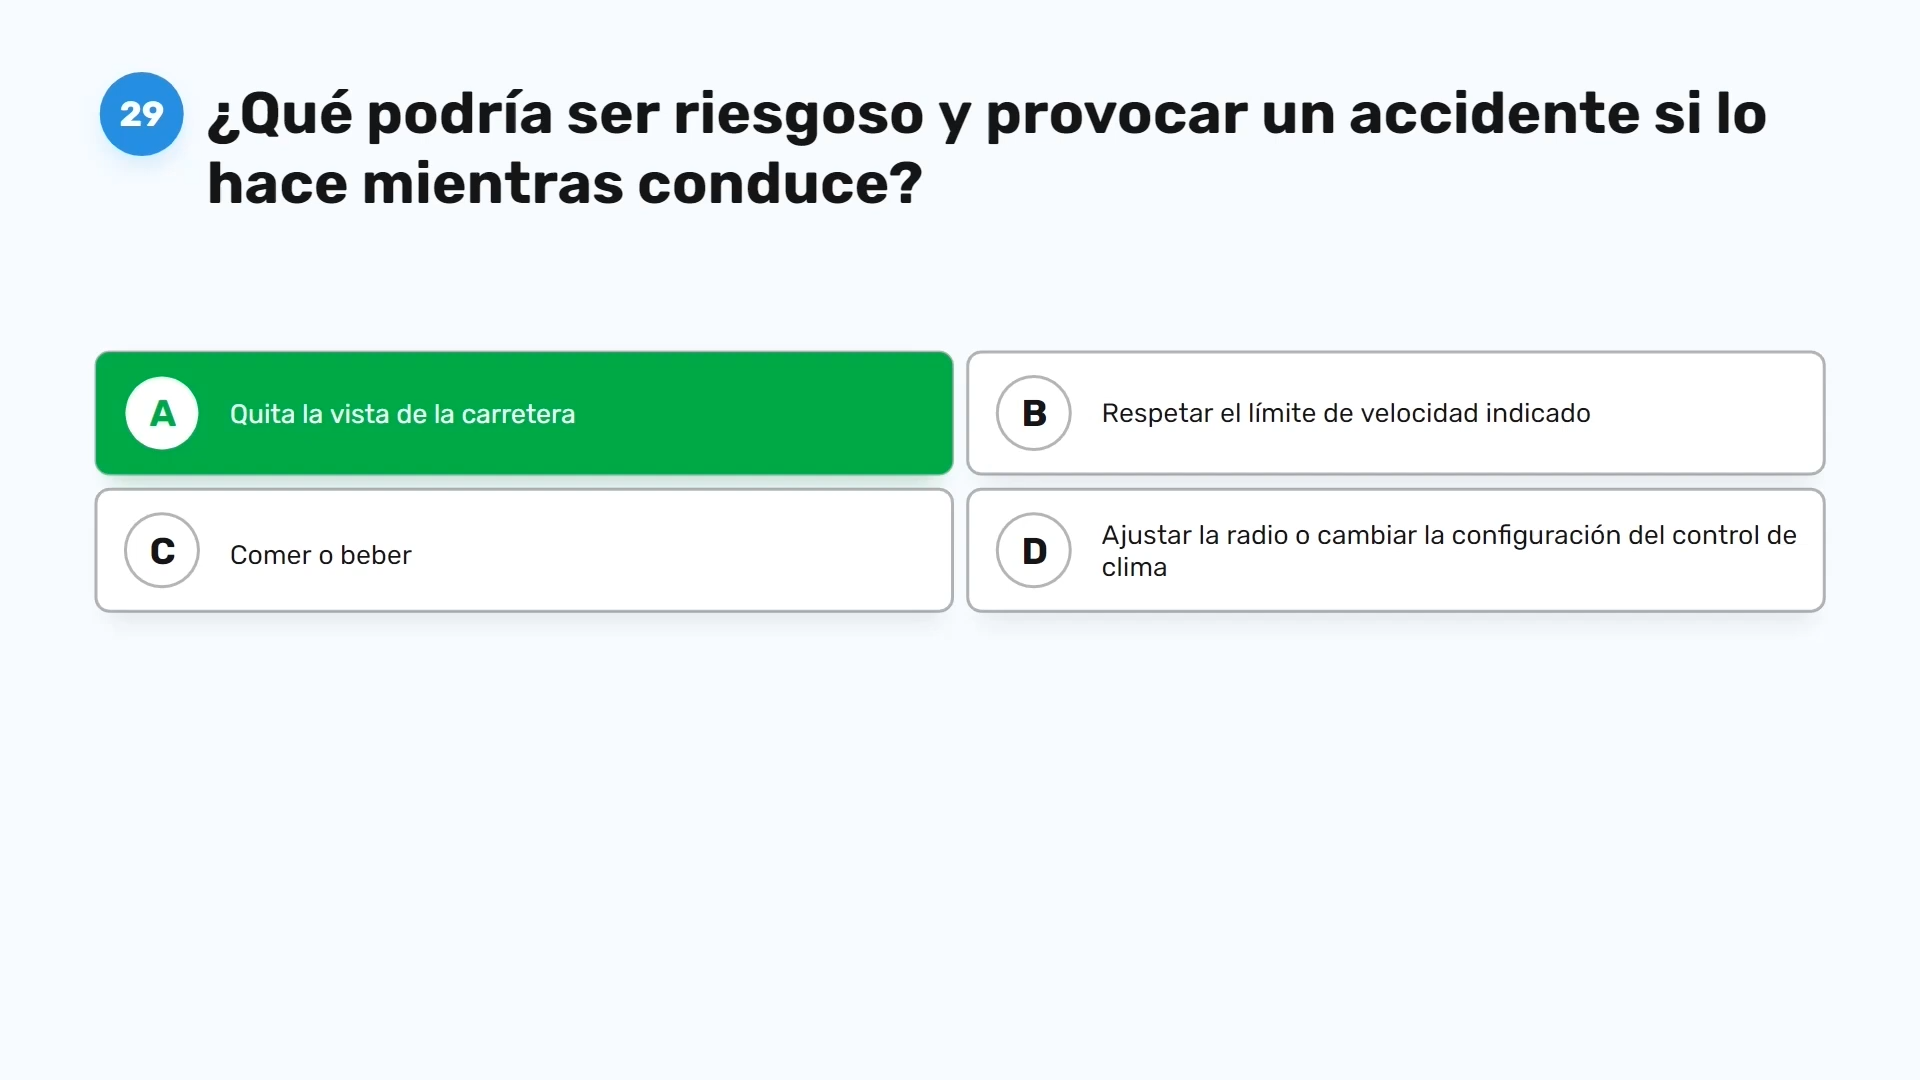 29
¿Qué podría ser riesgoso y provocar un accidente si lo
hace mientras conduce?
A
Quita la vista de la carretera
B
Respetar el límite de velocidad indicado
C
Comer o beber
D
Ajustar la radio o cambiar la configuración del control de
clima